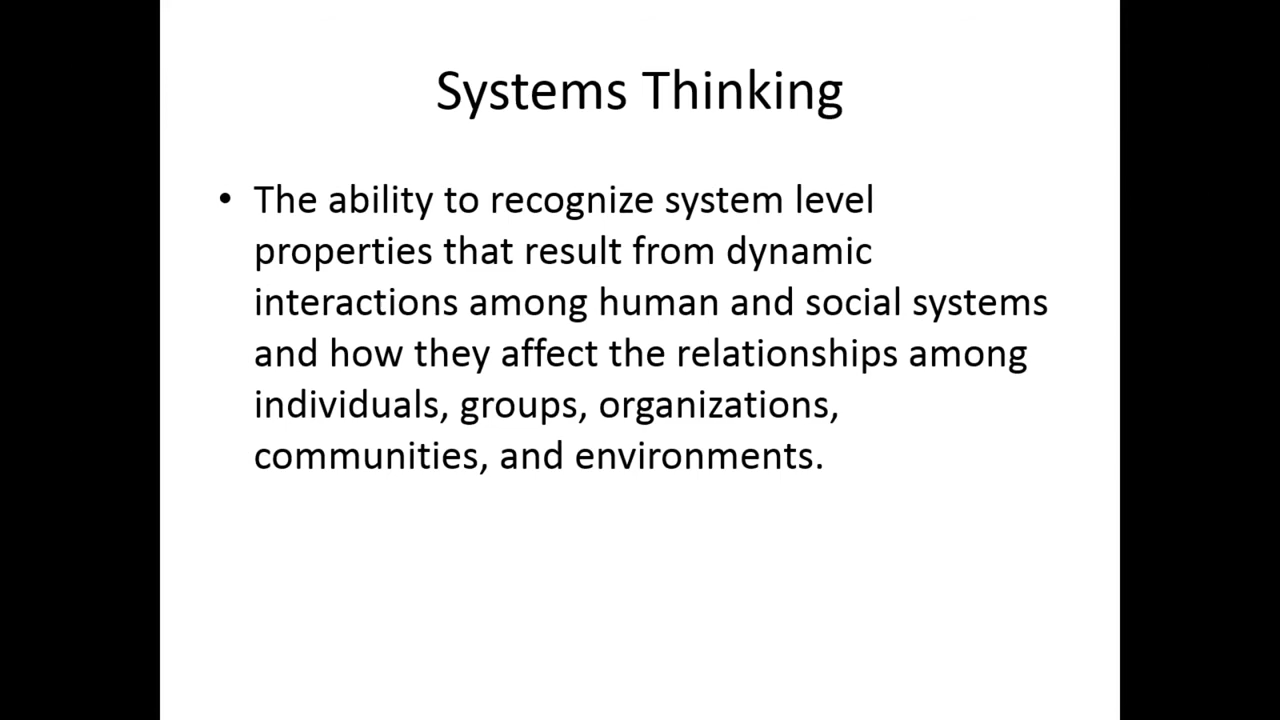 Systems Thinking
• The ability to recognize system level
properties that result from dynamic
interactions among human and social systems
and how they affect the relationships among
individuals, groups, organizations,
communities, and environments.